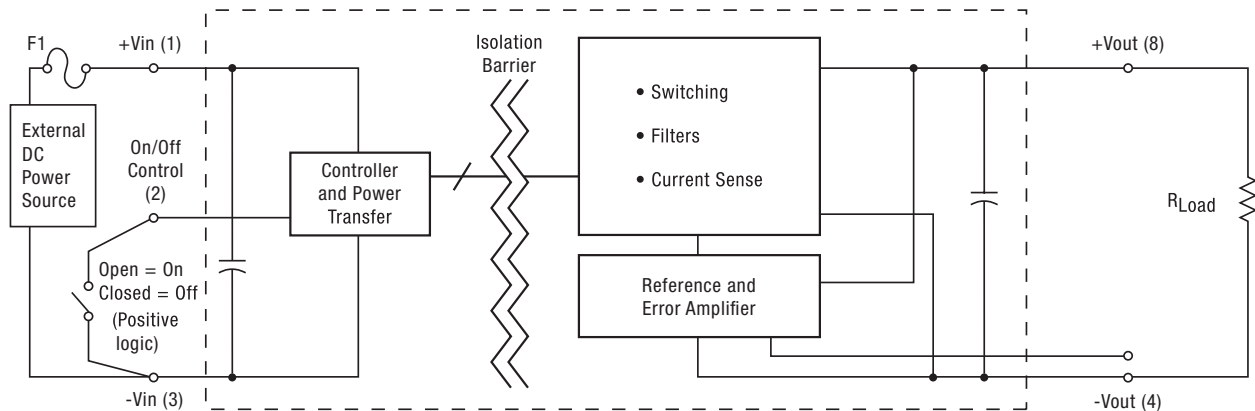 F1
+Vin (1)
External
DC
Power
Source
On/Off
Control
(2)
Open = On
Closed = Off
(Positive
logic)
-Vin (3)
Controller
and Power
Transfer
Isolation
Barrier
• Switching
• Filters
• Current Sense
Reference and
Error Amplifier
+Vout (8)
RLoad
-Vout (4)